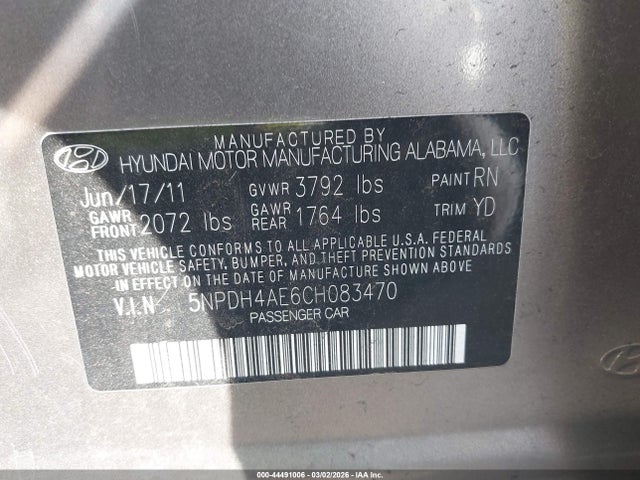 MANUFACTURED BY
HYUNDAI MOTOR MANUFACTURING ALABAMA, LLC
Jun/17/11 GVWR 3792 lbs PAINT RN
GAWR FRONT 2072 lbs GAWR REAR 1764 lbs TRIM YD
THIS VEHICLE CONFORMS TO ALL APPLICABLE U.S.A. FEDERAL
MOTOR VEHICLE SAFETY, BUMPER, AND THEFT PREVENTION STANDARDS
IN EFFECT ON THE DATE OF MANUFACTURE SHOWN ABOVE
V.I.N 5NPDH4AE6CH083470
PASSENGER CAR
000-44491006 - 03/02/2026 - IAAI.COM